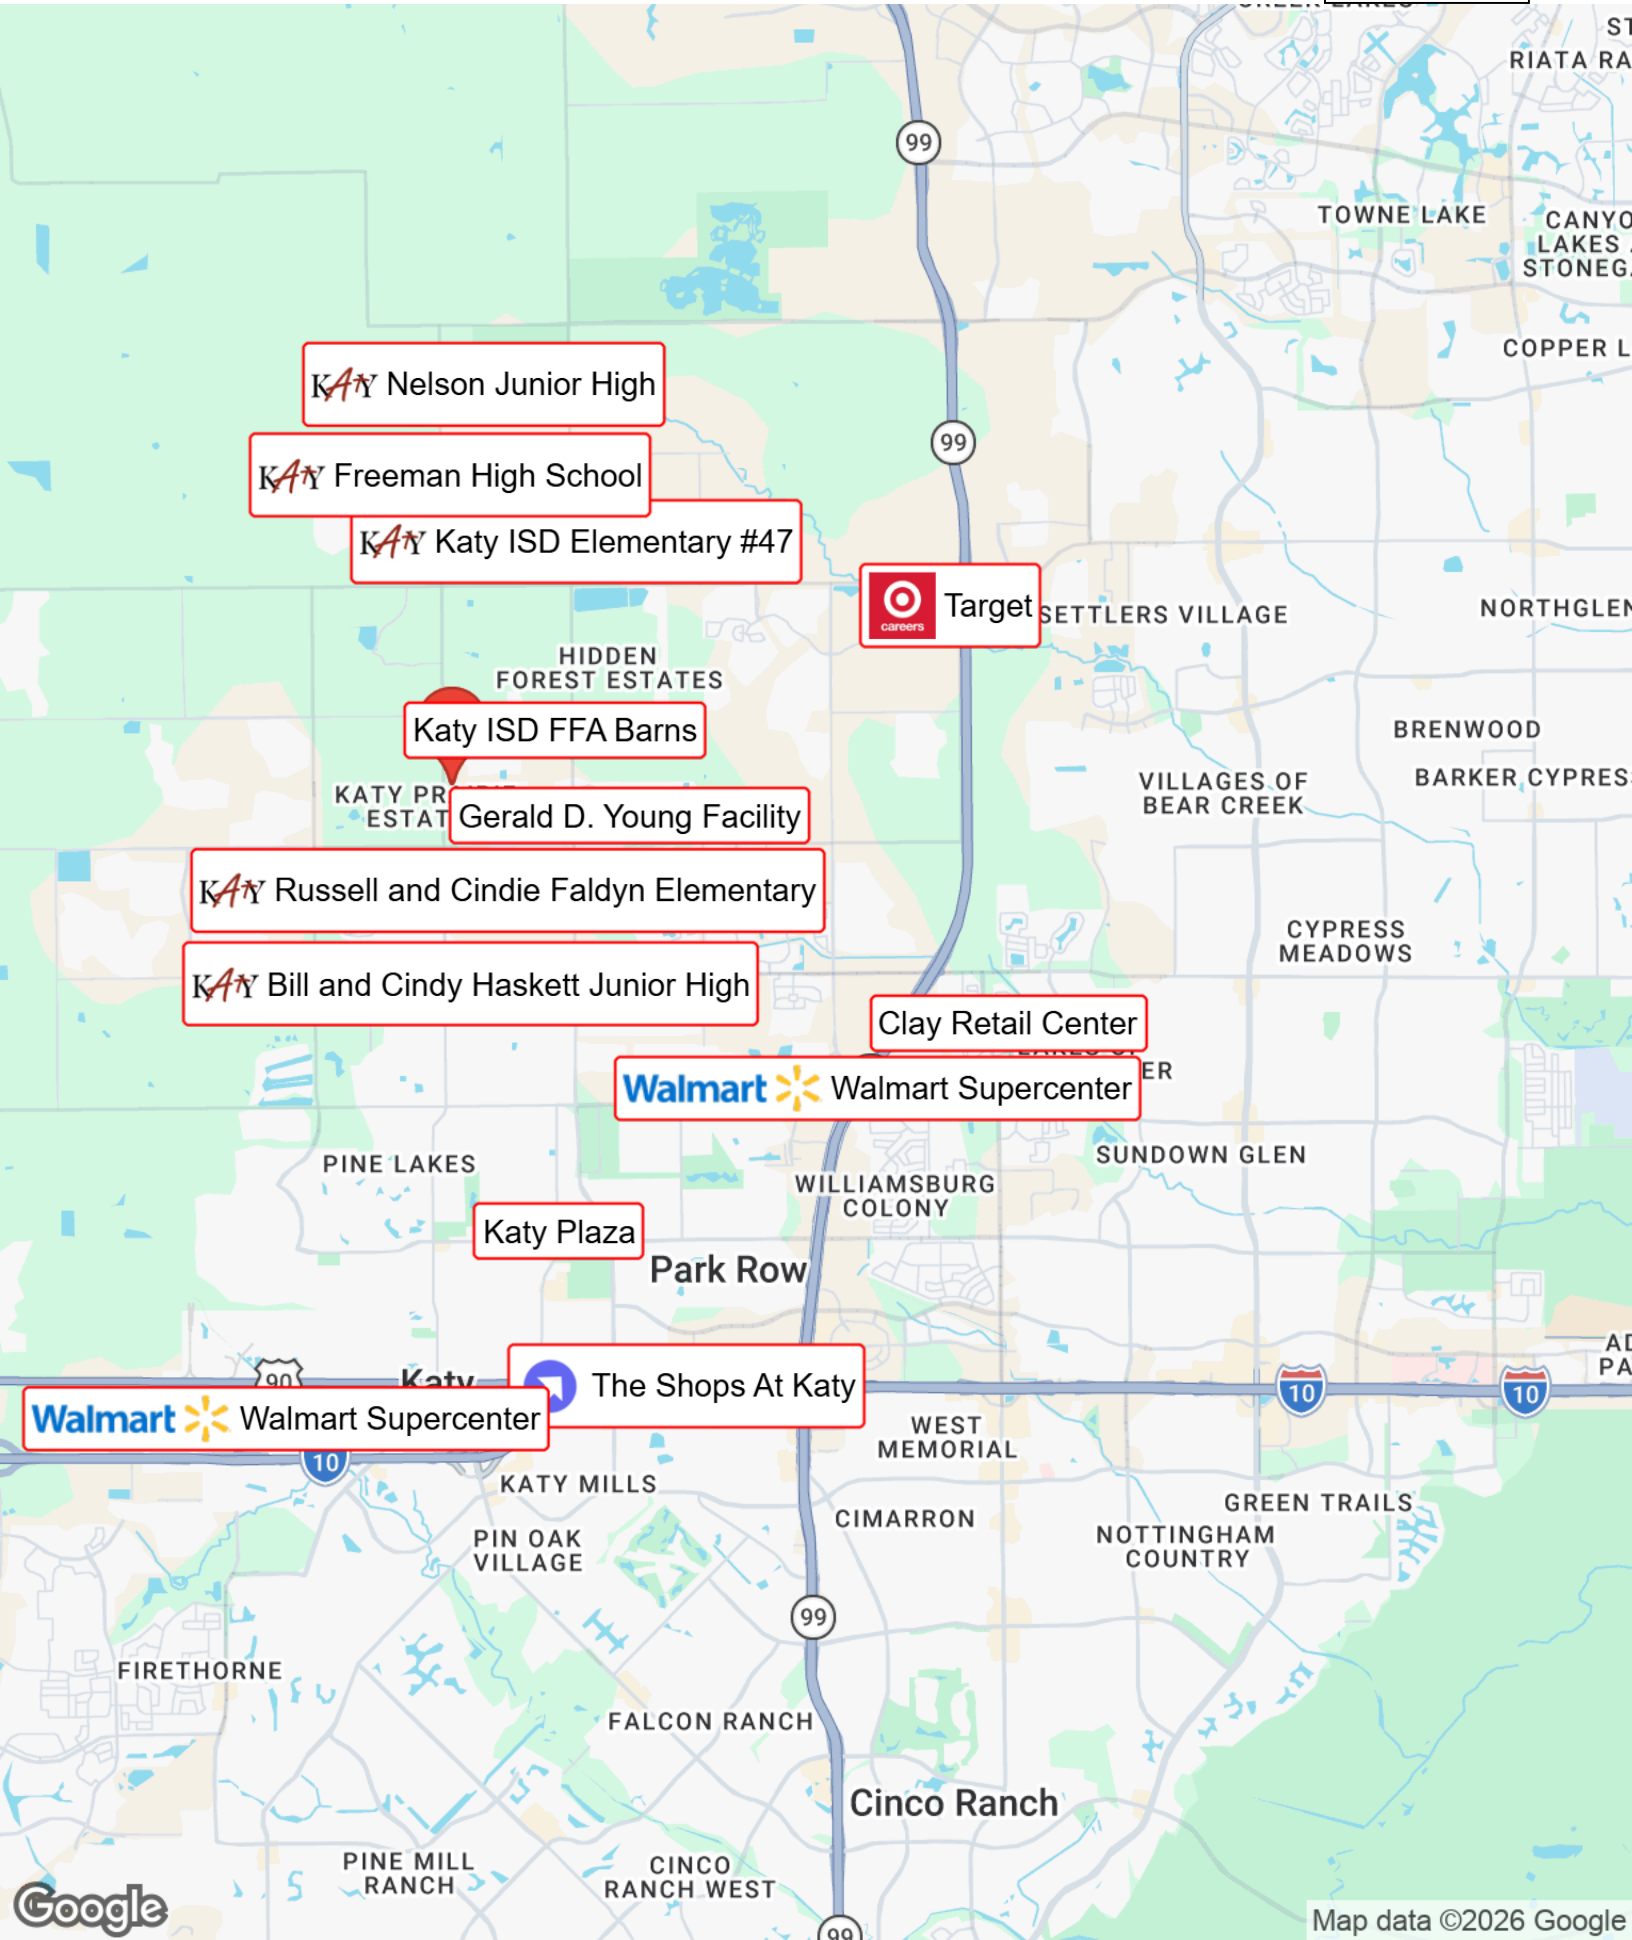 99
RIATA RA
TOWNE LAKE
CANYO
LAKES
STONEG
COPPER L
KATY Nelson Junior High
99
KATY Freeman High School
KATY Katy ISD Elementary #47
careers
Target
SETTLERS VILLAGE
NORTHGLEN
HIDDEN
FOREST ESTATES
Katy ISD FFA Barns
BRENWOOD
BARKER CYPRES
VILLAGES OF
BEAR CREEK
KATY PR
ESTAT
Gerald D. Young Facility
KATY Russell and Cindie Faldyn Elementary
CYPRESS
MEADOWS
KATY Bill and Cindy Haskett Junior High
Clay Retail Center
ER
Walmart Walmart Supercenter
PINE LAKES
SUNDOWN GLEN
WILLIAMSBURG
COLONY
Katy Plaza
Park Row
AD
PA
90
Katy
The Shops At Katy
10
10
Walmart Walmart Supercenter
10
WEST
MEMORIAL
KATY MILLS
CIMARRON
GREEN TRAILS
PIN OAK
VILLAGE
NOTTINGHAM
COUNTRY
99
FIRETHORNE
FALCON RANCH
Cinco Ranch
PINE MILL
RANCH
CINCO
RANCH WEST
Google
99
Map data ©2026 Google